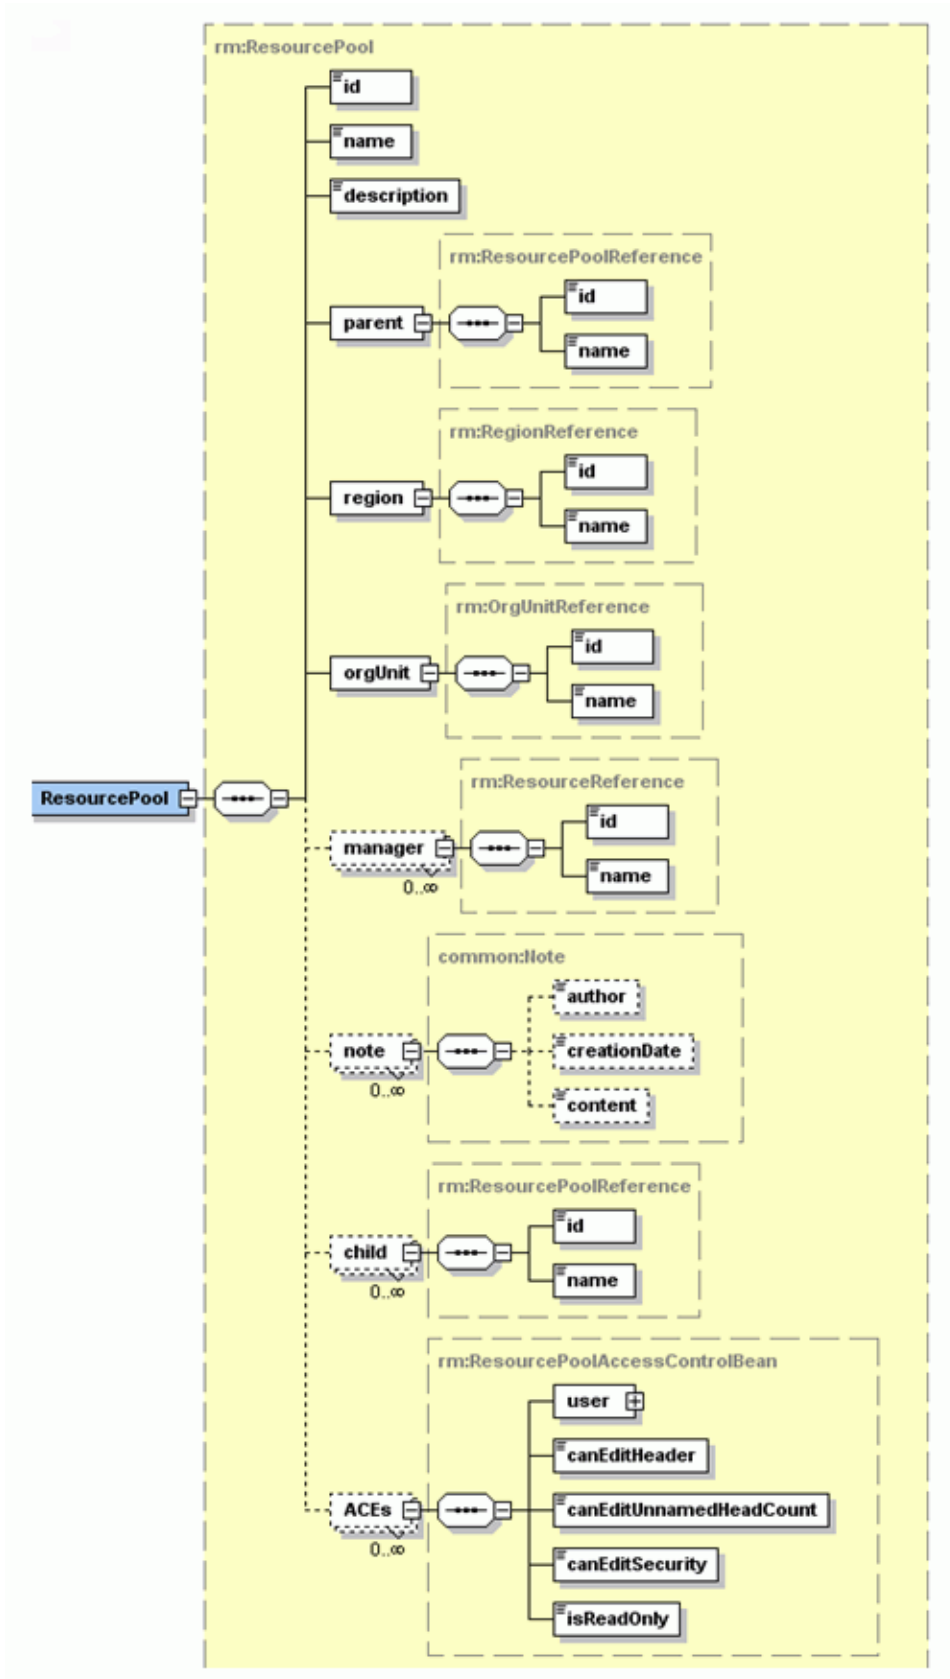 rm:ResourcePool
id
name
description
rm:ResourcePoolReference
parent
id
name
rm:RegionReference
region
id
name
rm:OrgUnitReference
orgUnit
id
name
ResourcePool
rm:ResourceReference
manager
0..∞
id
name
common:Note
note
0..∞
author
creationDate
content
rm:ResourcePoolReference
child
0..∞
id
name
rm:ResourcePoolAccessControlBean
ACEs
0..∞
user
canEditHeader
canEditUnnamedHeadCount
canEditSecurity
isReadOnly